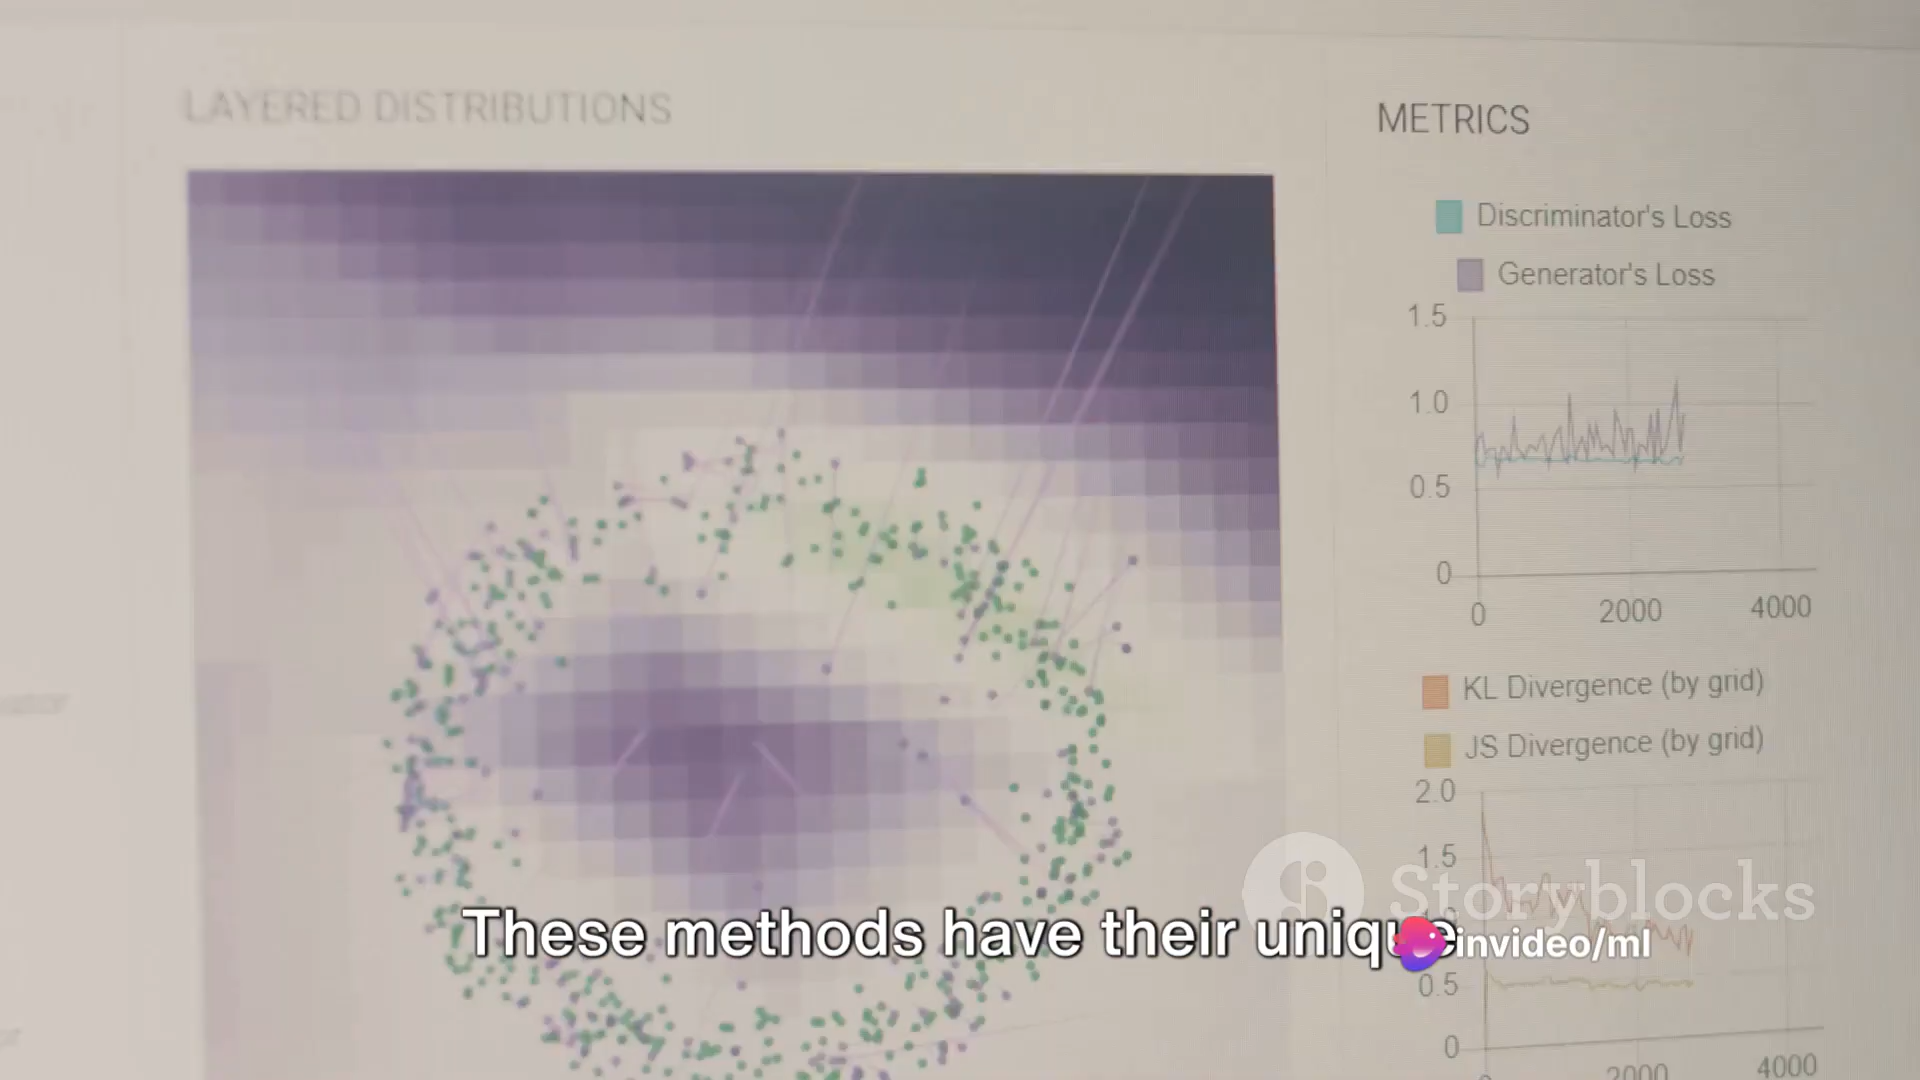 LAYERED DISTRIBUTIONS
METRICS
Discriminator's Loss
Generator's Loss
1.5
1.0
0.5
0
0 2000 4000
KL Divergence (by grid)
JS Divergence (by grid)
2.0
1.5
0.5
0
2000 4000
Storyblocks
These methods have their unique
invideo/ml